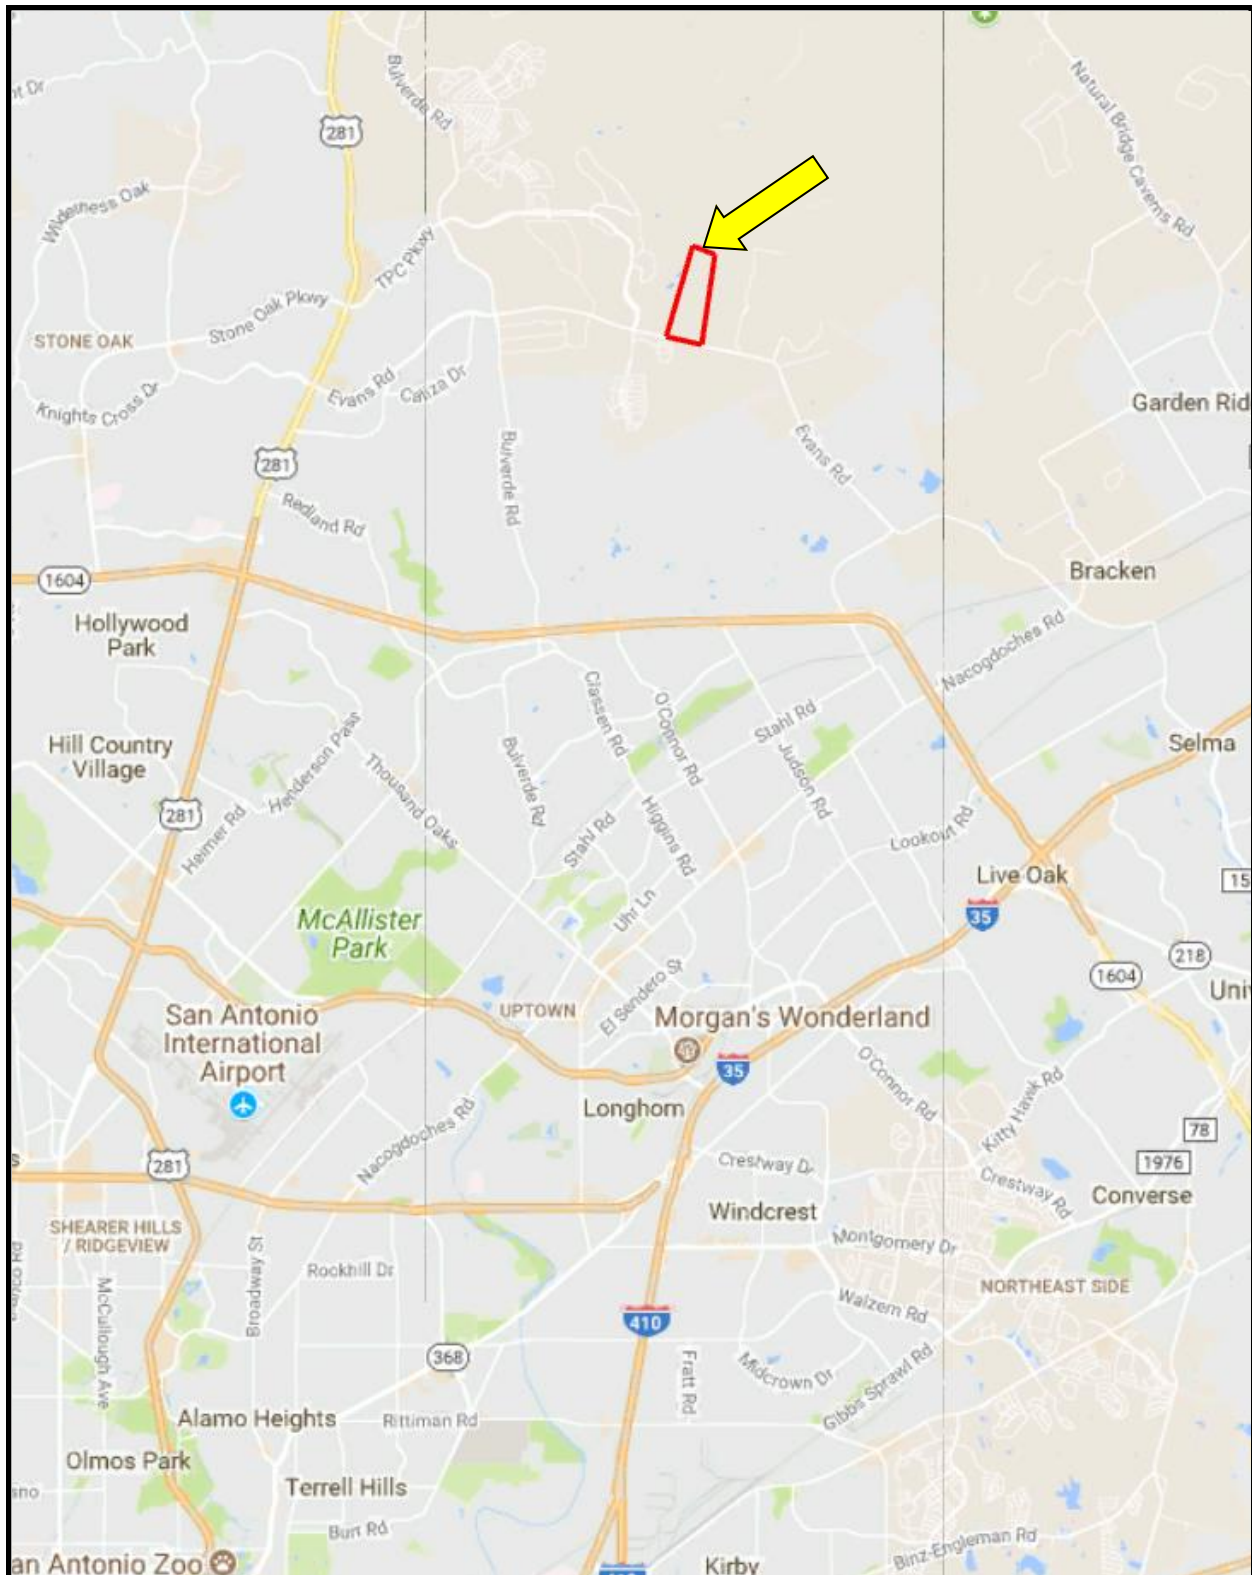 Bulverde Rd
281
Natural Bridge Caverns Rd
Wilderness Oak
TPC Pkwy
Stone Oak Pkwy
STONE OAK
Evans Rd
Caliza Dr
Knights Cross Dr
Garden Rid
281
Bulverde Rd
Evans Rd
Redland Rd
1604
Bracken
Hollywood
Park
Nacogdoches Rd
Classen Rd
O'Connor Rd
Stahl Rd
Judson Rd
Selma
Hill Country
Village
Henderson Pass
Thousand Oaks
Bulverde Rd
281
Heimer Rd
Stahl Rd
Higgins Rd
Lookout Rd
Live Oak
15
35
McAllister
Park
Uhr Ln
218
1604
Uni
El Sendero St
UPTOWN
San Antonio
International
Airport
Morgan's Wonderland
35
O'Connor Rd
Kitty Hawk Rd
Longhorn
Nacogdoches Rd
78
281
Crestway Dr
1976
Crestway Rd
Converse
Windcrest
SHEARER HILLS
/ RIDGEVIEW
Montgomery Dr
Broadway St
Rockhill Dr
NORTHEAST SIDE
McCullough Ave
Walzem Rd
410
368
Fratt Rd
Midcrown Dr
Gibbs Sprawl Rd
Alamo Heights
Rittiman Rd
Olmos Park
Terrell Hills
Burr Rd
Binz-Engleman Rd
an Antonio Zoo
Kirby